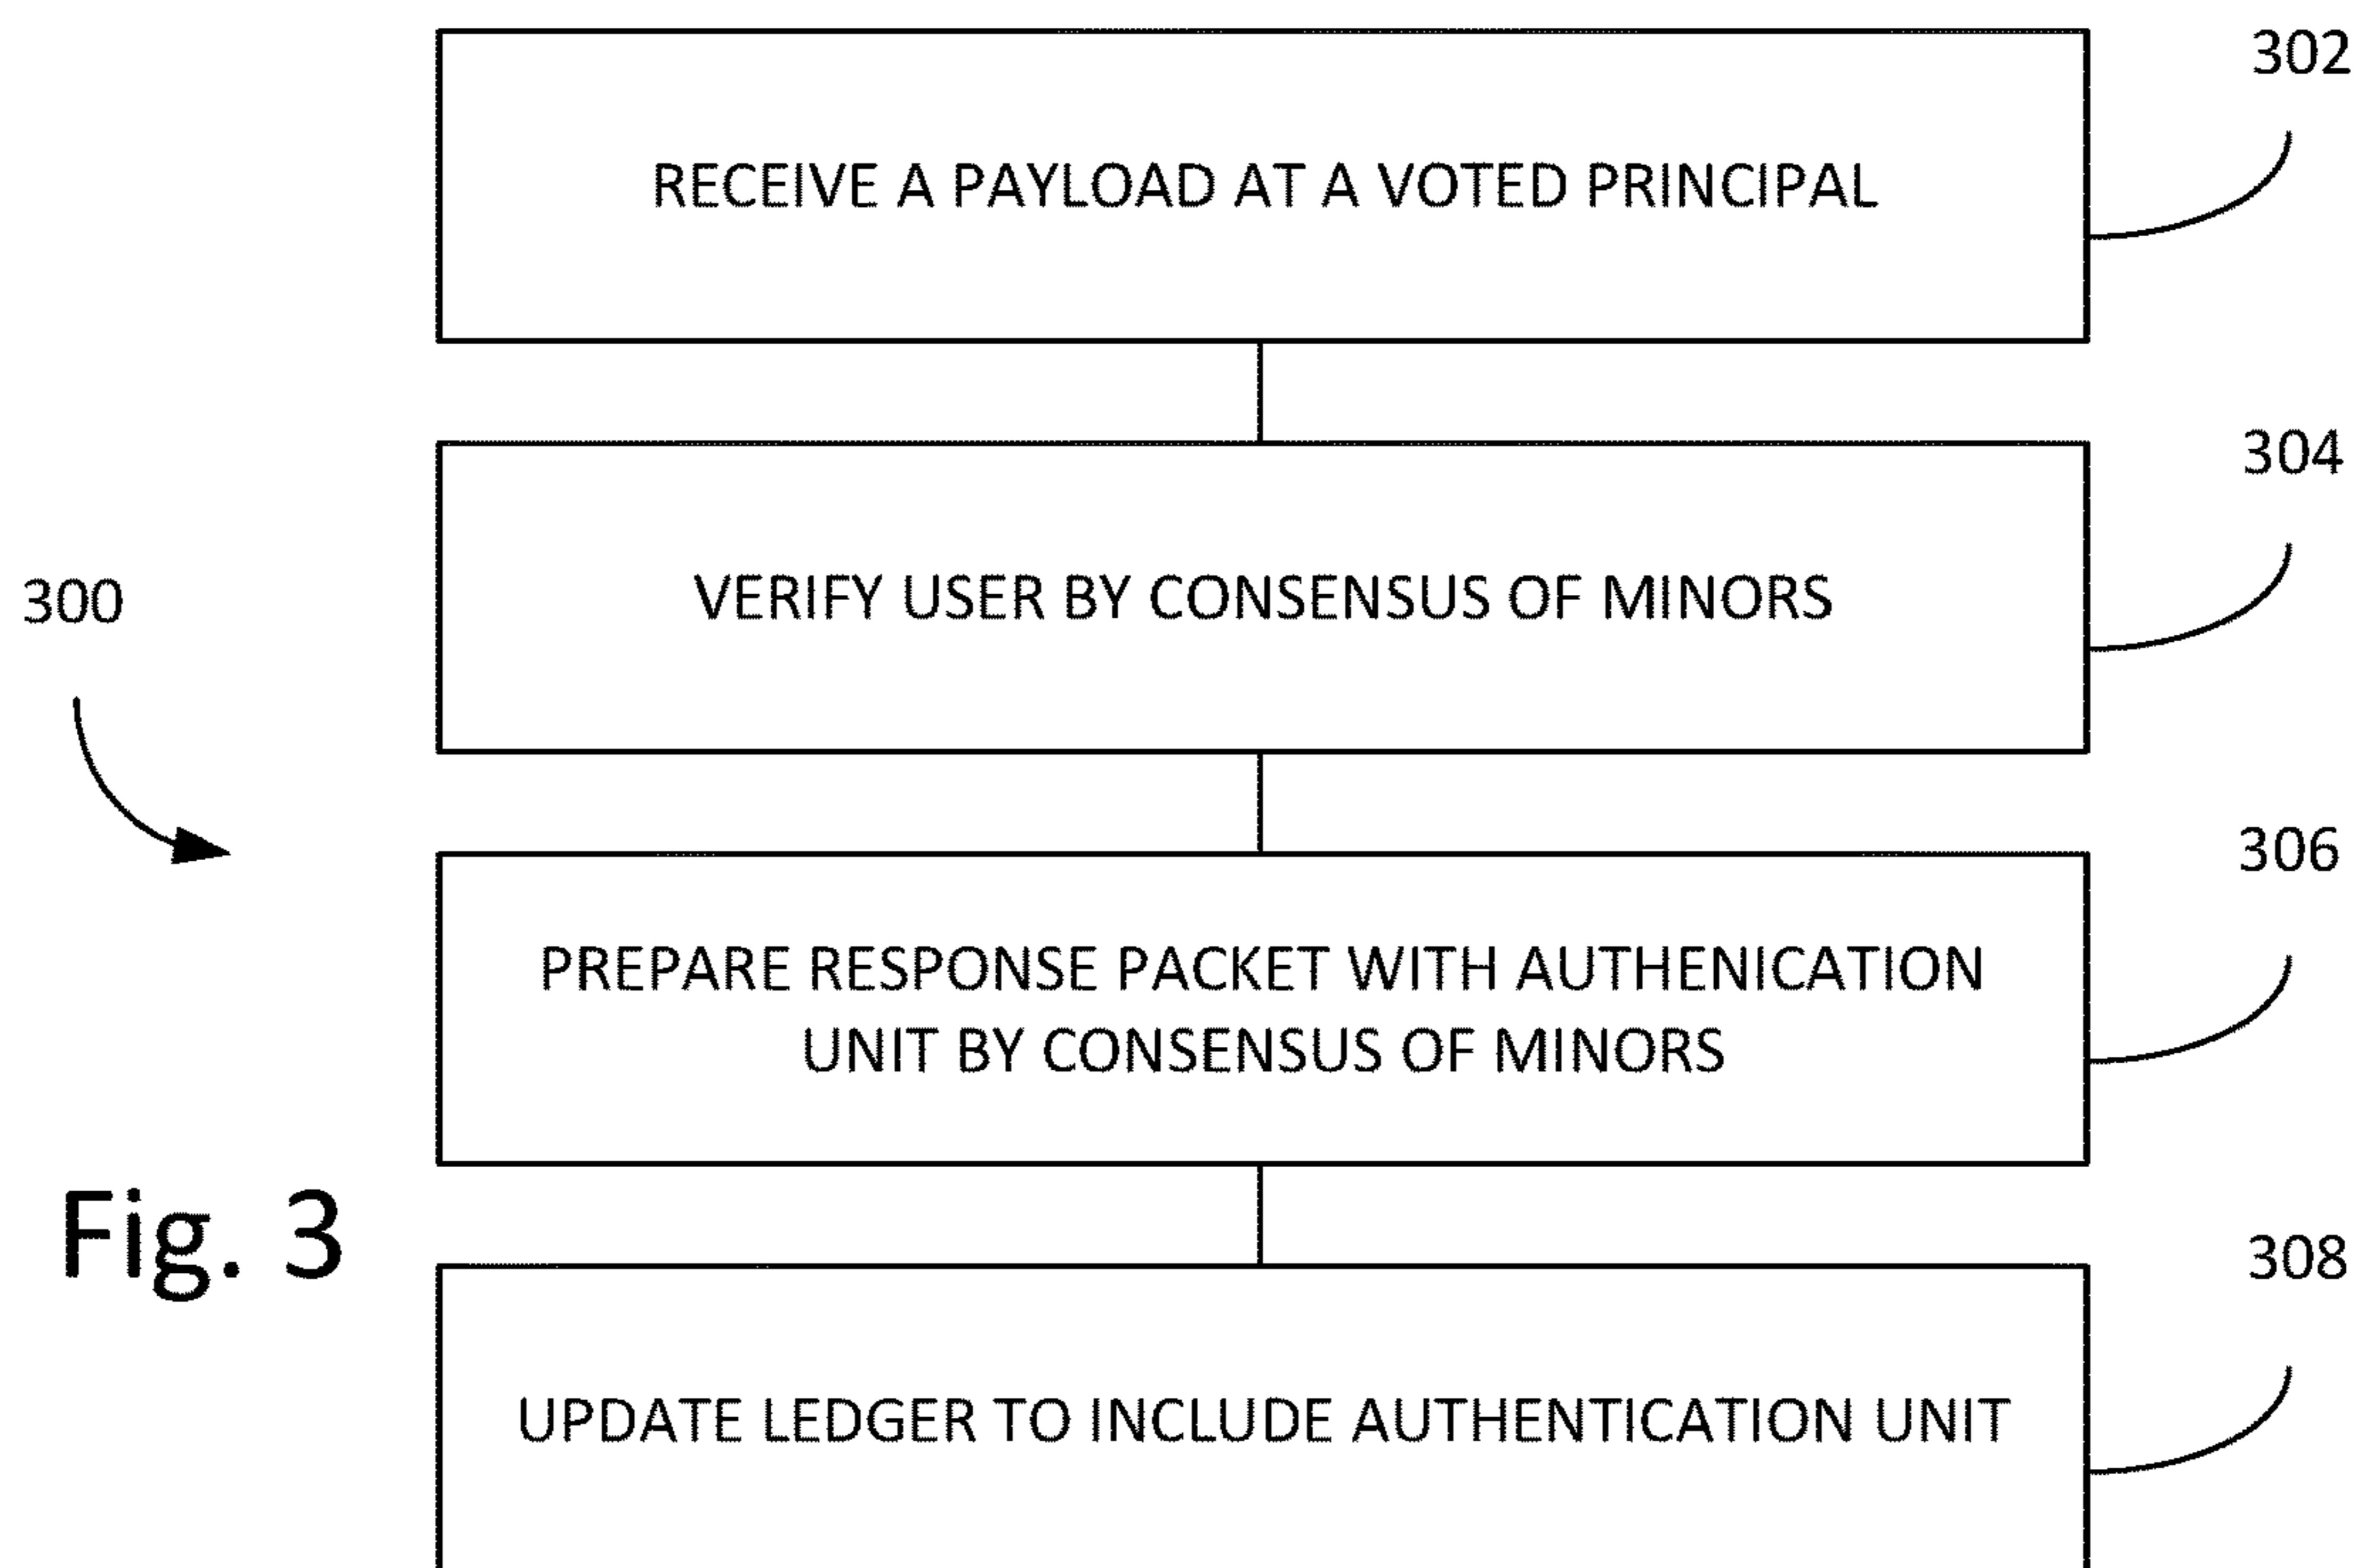 302
RECEIVE A PAYLOAD AT A VOTED PRINCIPAL
304
VERIFY USER BY CONSENSUS OF MINORS
300
306
PREPARE RESPONSE PACKET WITH AUTHENICATION
UNIT BY CONSENSUS OF MINORS
Fig. 3
308
UPDATE LEDGER TO INCLUDE AUTHENTICATION UNIT